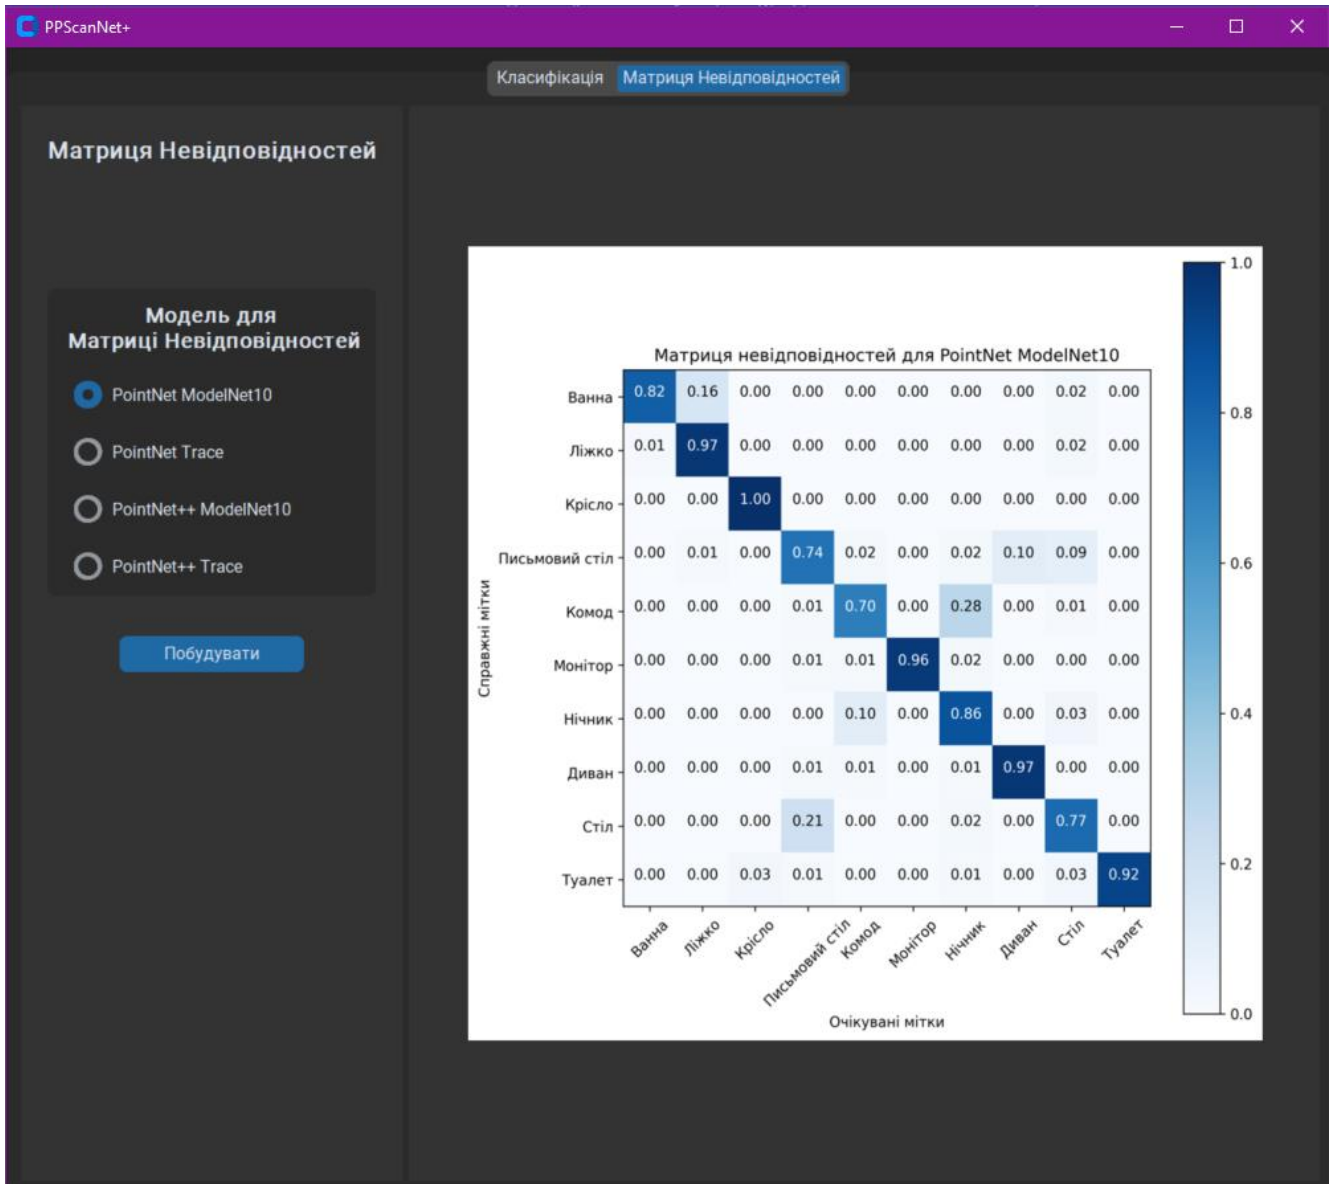 PPScanNet+
Класифікація Матриця Невідповідностей
Матриця Невідповідностей
Модель для
Матриці Невідповідностей
PointNet ModelNet10
PointNet Trace
PointNet++ ModelNet10
PointNet++ Trace
Побудувати
Матриця невідповідностей для PointNet ModelNet10
Справжні мітки
Ванна 0.82 0.16 0.00 0.00 0.00 0.00 0.00 0.00 0.02 0.00
Ліжко 0.01 0.97 0.00 0.00 0.00 0.00 0.00 0.00 0.02 0.00
Крісло 0.00 0.00 1.00 0.00 0.00 0.00 0.00 0.00 0.00 0.00
Письмовий стіл 0.00 0.01 0.00 0.74 0.02 0.00 0.02 0.10 0.09 0.00
Комод 0.00 0.00 0.00 0.01 0.70 0.00 0.28 0.00 0.01 0.00
Монітор 0.00 0.00 0.00 0.01 0.01 0.96 0.02 0.00 0.00 0.00
Нічник 0.00 0.00 0.00 0.00 0.10 0.00 0.86 0.00 0.03 0.00
Диван 0.00 0.00 0.00 0.01 0.01 0.00 0.01 0.97 0.00 0.00
Стіл 0.00 0.00 0.00 0.21 0.00 0.00 0.02 0.00 0.77 0.00
Туалет 0.00 0.00 0.03 0.01 0.00 0.00 0.01 0.00 0.03 0.92
Ванна Ліжко Крісло Письмовий стіл Комод Монітор Нічник Диван Стіл Туалет
Очікувані мітки
1.0
0.8
0.6
0.4
0.2
0.0